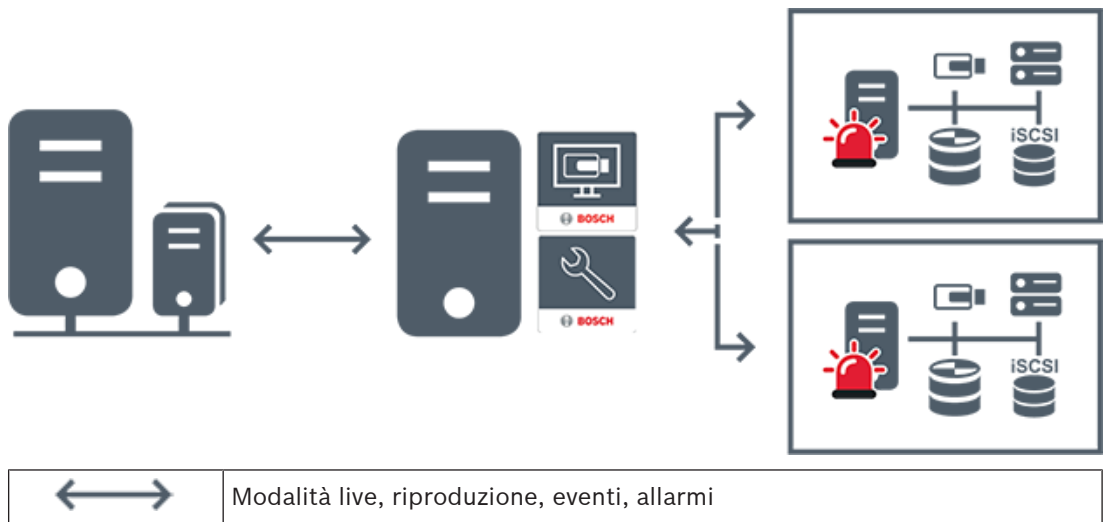 BOSCH
BOSCH
iSCSI
iSCSI
Modalità live, riproduzione, eventi, allarmi